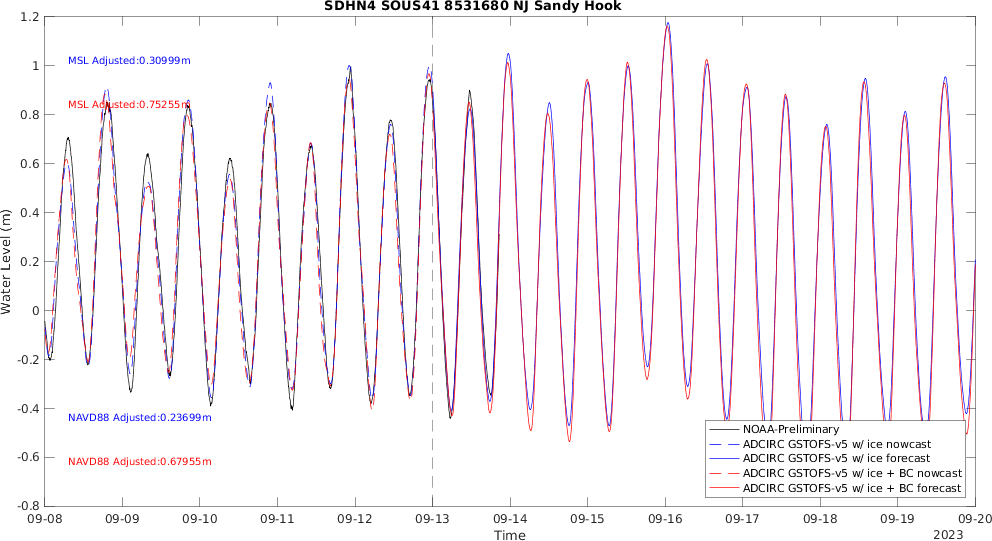 SDHN4 SOUS41 8531680 NJ Sandy Hook
1.2
1
0.8
0.6
0.4
0.2
0
-0.2
-0.4
-0.6
-0.8
Water Level (m)
MSL Adjusted:0.30999m
MSL Adjusted:0.75255m
NAVD88 Adjusted:0.23699m
NAVD88 Adjusted:0.67955m
NOAA-Preliminary
ADCIRC GSTOFS-v5 w/ ice nowcast
ADCIRC GSTOFS-v5 w/ ice forecast
ADCIRC GSTOFS-v5 w/ ice + BC nowcast
ADCIRC GSTOFS-v5 w/ ice + BC forecast
09-08 09-09 09-10 09-11 09-12 09-13 09-14 09-15 09-16 09-17 09-18 09-19 09-20
Time
2023